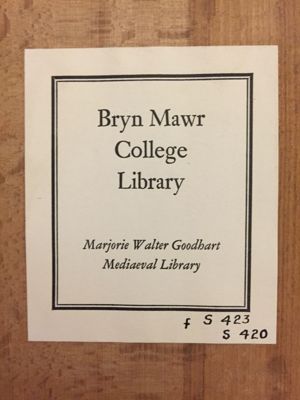 Bryn Mawr
College
Library
Marjorie Walter Goodhart
Mediaeval Library
f S 423
S 420